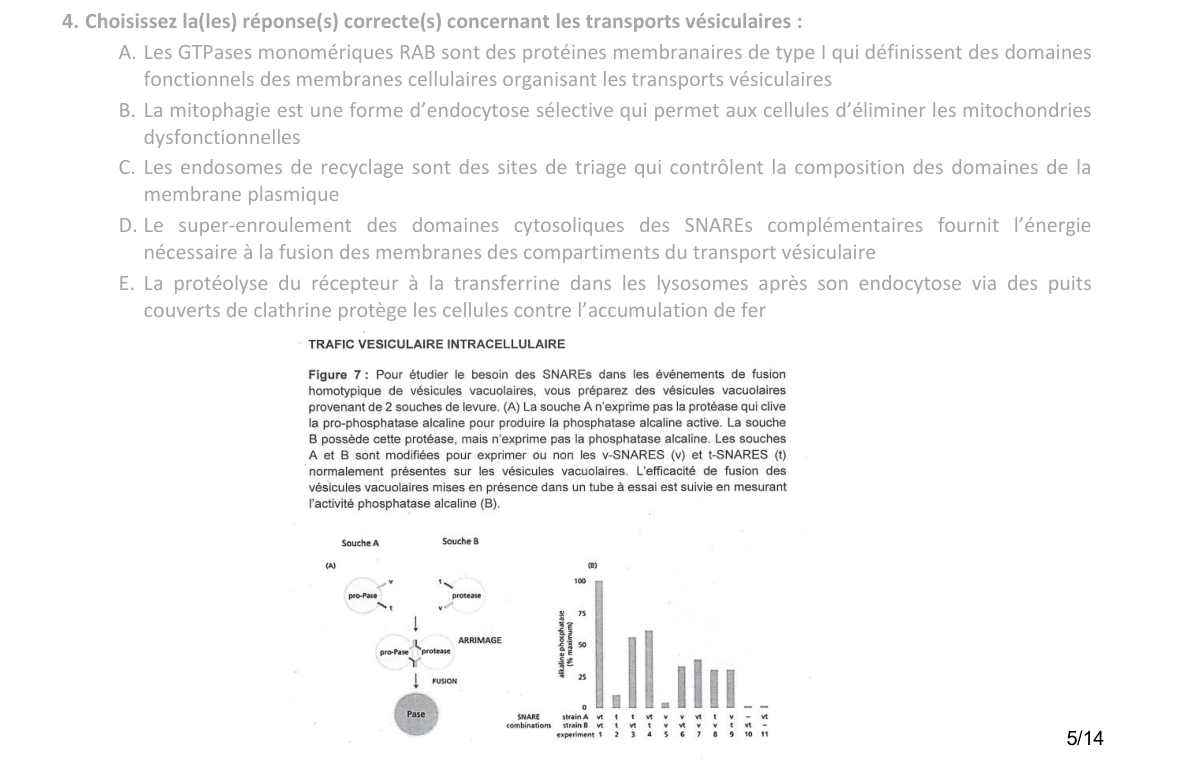 4. Choisissez la(les) réponse(s) correcte(s) concernant les transports vésiculaires :
A. Les GTPases monomériques RAB sont des protéines membranaires de type I qui définissent des domaines
fonctionnels des membranes cellulaires organisant les transports vésiculaires
B. La mitophagie est une forme d’endocytose sélective qui permet aux cellules d’éliminer les mitochondries
dysfonctionnelles
C. Les endosomes de recyclage sont des sites de triage qui contrôlent la composition des domaines de la
membrane plasmique
D. Le super-enroulement des domaines cytosoliques des SNAREs complémentaires fournit l’énergie
nécessaire à la fusion des membranes des compartiments du transport vésiculaire
E. La protéolyse du récepteur à la transferrine dans les lysosomes après son endocytose via des puits
couverts de clathrine protège les cellules contre l’accumulation de fer
TRAFIC VESICULAIRE INTRACELLULAIRE
Figure 7 : Pour étudier le besoin des SNAREs dans les événements de fusion
homotypique de vésicules vacuolaires, vous préparez des vésicules vacuolaires
provenant de 2 souches de levure. (A) La souche A n'exprime pas la protéase qui clive
la pro-phosphatase alcaline pour produire la phosphatase alcaline active. La souche
B possède cette protéase, mais n'exprime pas la phosphatase alcaline. Les souches
A et B sont modifiées pour exprimer ou non les v-SNARES (v) et t-SNARES (t)
normalement présentes sur les vésicules vacuolaires. L'efficacité de fusion des
vésicules vacuolaires mises en présence dans un tube à essai est suivie en mesurant
l'activité phosphatase alcaline (B).
Souche A Souche B
(A)
v t
pro-Pase protease
t v
ARRIMAGE
pro-Pase protease
FUSION
Pase
(B)
alkaline phosphatase
(% maximum)
100
75
50
25
0
SNARE
combinations
strain A vt t t vt v v vt t v – vt
strain B vt t vt t v vt v v t vt –
experiment 1 2 3 4 5 6 7 8 9 10 11
5/14